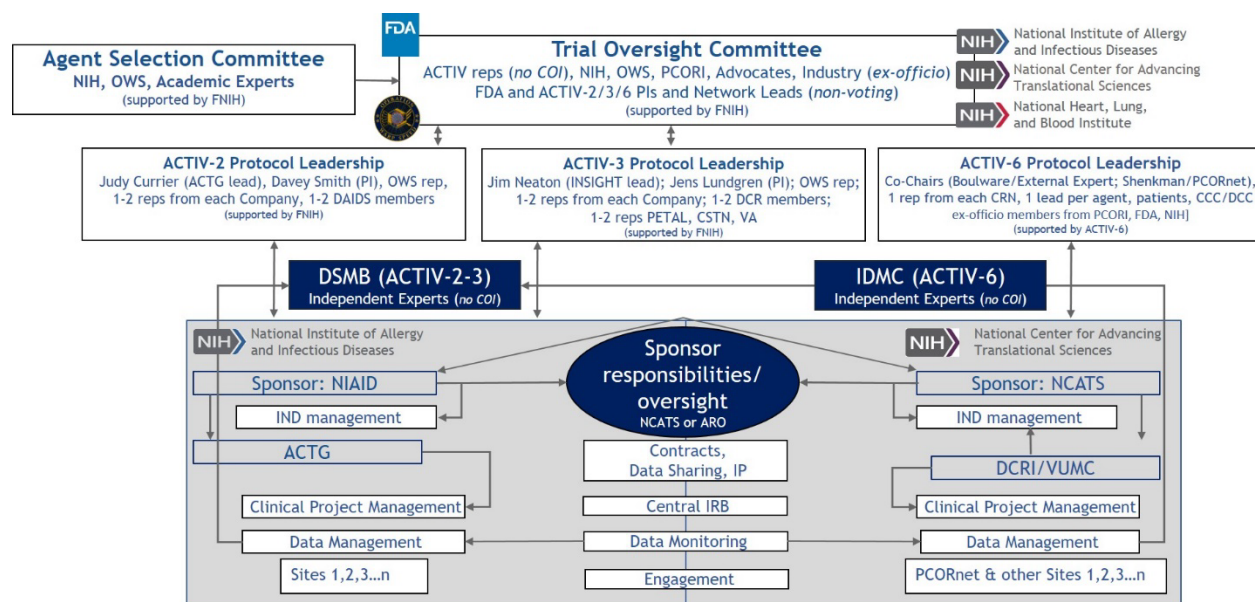 FDA
Agent Selection Committee
NIH, OWS, Academic Experts
(supported by FNIH)
Trial Oversight Committee
ACTIV reps (no COI), NIH, OWS, PCORI, Advocates, Industry (ex-officio)
FDA and ACTIV-2/3/6 PIs and Network Leads (non-voting)
(supported by FNIH)
NIH
National Institute of Allergy
and Infectious Diseases
NIH
National Center for Advancing
Translational Sciences
NIH
National Heart, Lung,
and Blood Institute
ACTIV-2 Protocol Leadership
Judy Currier (ACTG lead), Davey Smith (PI), OWS rep,
1-2 reps from each Company, 1-2 DAIDS members
(supported by FNIH)
ACTIV-3 Protocol Leadership
Jim Neaton (INSIGHT lead; Jens Lundgren (PI); OWS rep;
1-2 reps from each Company; 1-2 DCR members;
1-2 reps PETAL, CSTN, VA
(supported by FNIH)
ACTIV-6 Protocol Leadership
Co-Chairs (Boulware/External Expert; Shenkman/PCORnet),
1 rep from each CRN, 1 lead per agent, patients, CCC/DCC
ex-officio members from PCORI, FDA, NIH]
(supported by ACTIV-6)
DSMB (ACTIV-2-3)
Independent Experts (no COI)
IDMC (ACTIV-6)
Independent Experts (no COI)
NIH
National Institute of Allergy
and Infectious Diseases
NIH
National Center for Advancing
Translational Sciences
Sponsor
responsibilities/
oversight
NCATS or ARO
Sponsor: NIAID
Sponsor: NCATS
IND management
IND management
ACTG
Contracts,
Data Sharing, IP
DCRI/VUMC
Clinical Project Management
Central IRB
Clinical Project Management
Data Management
Data Monitoring
Data Management
Sites 1,2,3...n
Engagement
PCORnet & other Sites 1,2,3...n